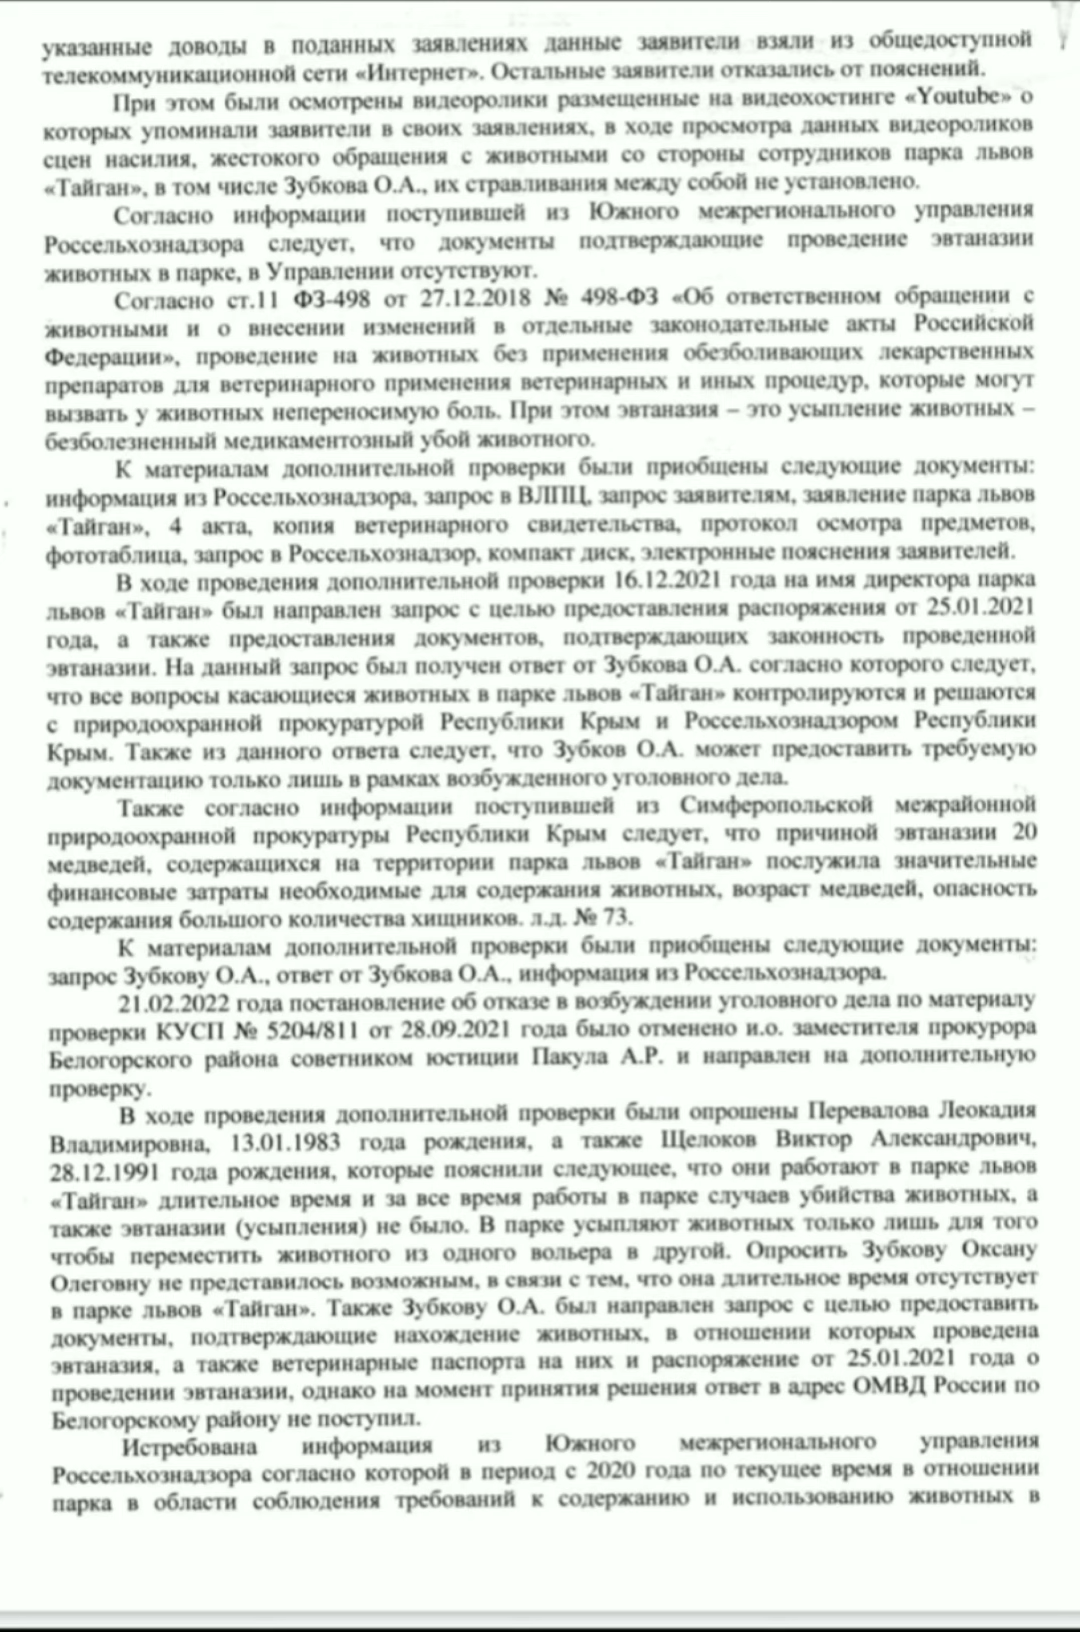 указанные доводы в поданных заявлениях данные заявители взяли из общедоступной
телекоммуникационной сети «Интернет». Остальные заявители отказались от пояснений.
При этом были осмотрены видеоролики размещенные на видеохостинге «Youtube» о
которых упоминали заявители в своих заявлениях, в ходе просмотра данных видеороликов
сцен насилия, жестокого обращения с животными со стороны сотрудников парка львов
«Тайган», в том числе Зубкова О.А., их стравливания между собой не установлено.
Согласно информации поступившей из Южного межрегионального управления
Россельхознадзора следует, что документы подтверждающие проведение эвтаназии
животных в парке, в Управлении отсутствуют.
Согласно ст.11 ФЗ-498 от 27.12.2018 № 498-ФЗ «Об ответственном обращении с
животными и о внесении изменений в отдельные законодательные акты Российской
Федерации», проведение на животных без применения обезболивающих лекарственных
препаратов для ветеринарного применения ветеринарных и иных процедур, которые могут
вызвать у животных непереносимую боль. При этом эвтаназия – это усыпление животных –
безболезненный медикаментозный убой животного.
К материалам дополнительной проверки были приобщены следующие документы:
информация из Россельхознадзора, запрос в ВЛПЦ, запрос заявителям, заявление парка львов
«Тайган», 4 акта, копия ветеринарного свидетельства, протокол осмотра предметов,
фототаблица, запрос в Россельхознадзор, компакт диск, электронные пояснения заявителей.
В ходе проведения дополнительной проверки 16.12.2021 года на имя директора парка
львов «Тайган» был направлен запрос с целью предоставления распоряжения от 25.01.2021
года, а также предоставления документов, подтверждающих законность проведенной
эвтаназии. На данный запрос был получен ответ от Зубкова О.А. согласно которого следует,
что все вопросы касающиеся животных в парке львов «Тайган» контролируются и решаются
с природоохранной прокуратурой Республики Крым и Россельхознадзором Республики
Крым. Также из данного ответа следует, что Зубков О.А. может предоставить требуемую
документацию только лишь в рамках возбужденного уголовного дела.
Также согласно информации поступившей из Симферопольской межрайонной
природоохранной прокуратуры Республики Крым следует, что причиной эвтаназии 20
медведей, содержащихся на территории парка львов «Тайган» послужила значительные
финансовые затраты необходимые для содержания животных, возраст медведей, опасность
содержания большого количества хищников. л.д. № 73.
К материалам дополнительной проверки были приобщены следующие документы:
запрос Зубкову О.А., ответ от Зубкова О.А., информация из Россельхознадзора.
21.02.2022 года постановление об отказе в возбуждении уголовного дела по материалу
проверки КУСП № 5204/811 от 28.09.2021 года было отменено и.о. заместителя прокурора
Белогорского района советником юстиции Пакула А.Р. и направлен на дополнительную
проверку.
В ходе проведения дополнительной проверки были опрошены Перевалова Леокадия
Владимировна, 13.01.1983 года рождения, а также Щелоков Виктор Александрович,
28.12.1991 года рождения, которые пояснили следующее, что они работают в парке львов
«Тайган» длительное время и за все время работы в парке случаев убийства животных, а
также эвтаназии (усыпления) не было. В парке усыпляют животных только лишь для того
чтобы переместить животного из одного вольера в другой. Опросить Зубкову Оксану
Олеговну не представилось возможным, в связи с тем, что она длительное время отсутствует
в парке львов «Тайган». Также Зубкову О.А. был направлен запрос с целью предоставить
документы, подтверждающие нахождение животных, в отношении которых проведена
эвтаназия, а также ветеринарные паспорта на них и распоряжение от 25.01.2021 года о
проведении эвтаназии, однако на момент принятия решения ответ в адрес ОМВД России по
Белогорскому району не поступил.
Истребована информация из Южного межрегионального управления
Россельхознадзора согласно которой в период с 2020 года по текущее время в отношении
парка в области соблюдения требований к содержанию и использованию животных в